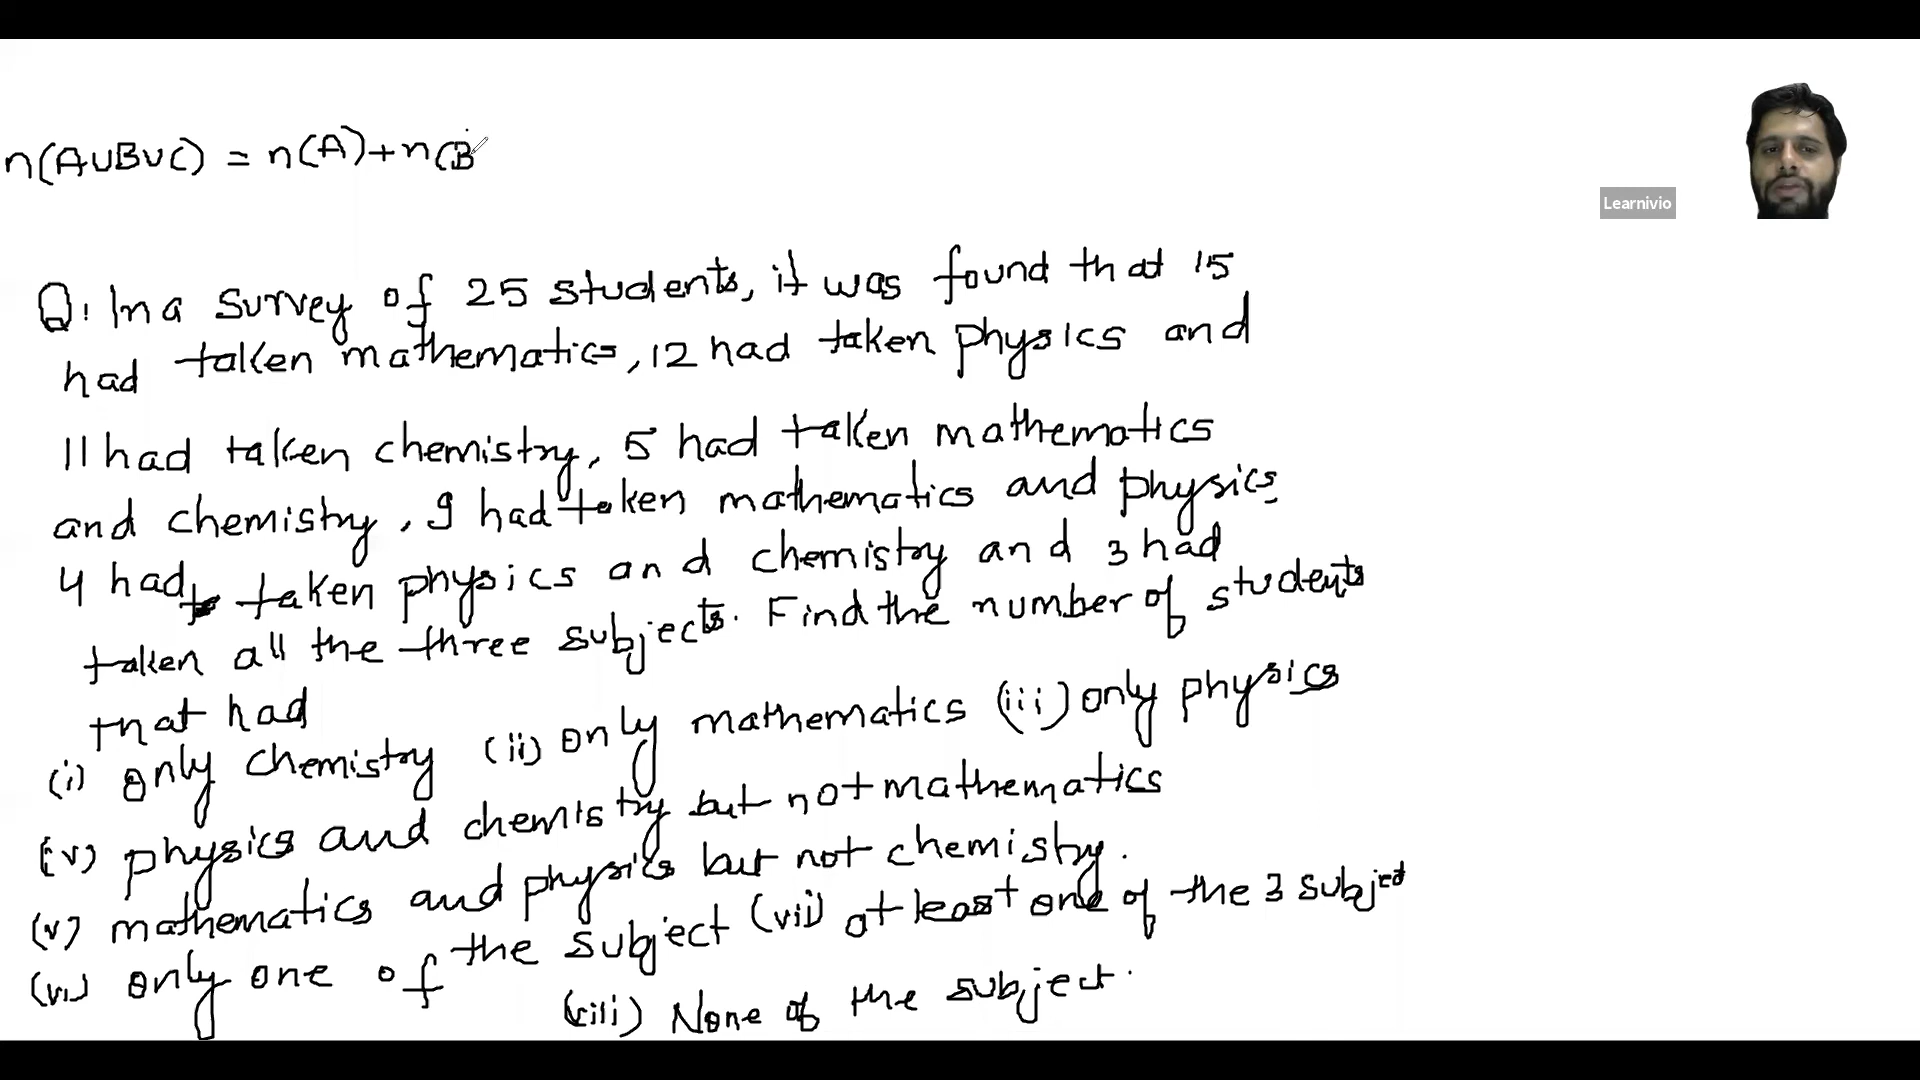 n(AUBUC) = n(A)+n(B
Learnivio
Q! In a survey of 25 students, it was found that 15
had taken mathematics, 12 had taken physics and
11 had taken chemistry, 5 had taken mathematics
and chemistry, 9 had taken mathematics and physics
4 had taken physics and chemistry and 3 had
taken all the three subjects. Find the number of students
that had
(i) only chemistry (ii) only mathematics (iii) only physics
(iv) physics and chemistry but not mathematics
(v) mathematics and physics but not chemistry.
(vi) only one of the subject (vii) at least one of the 3 subject
(viii) None of the subject.